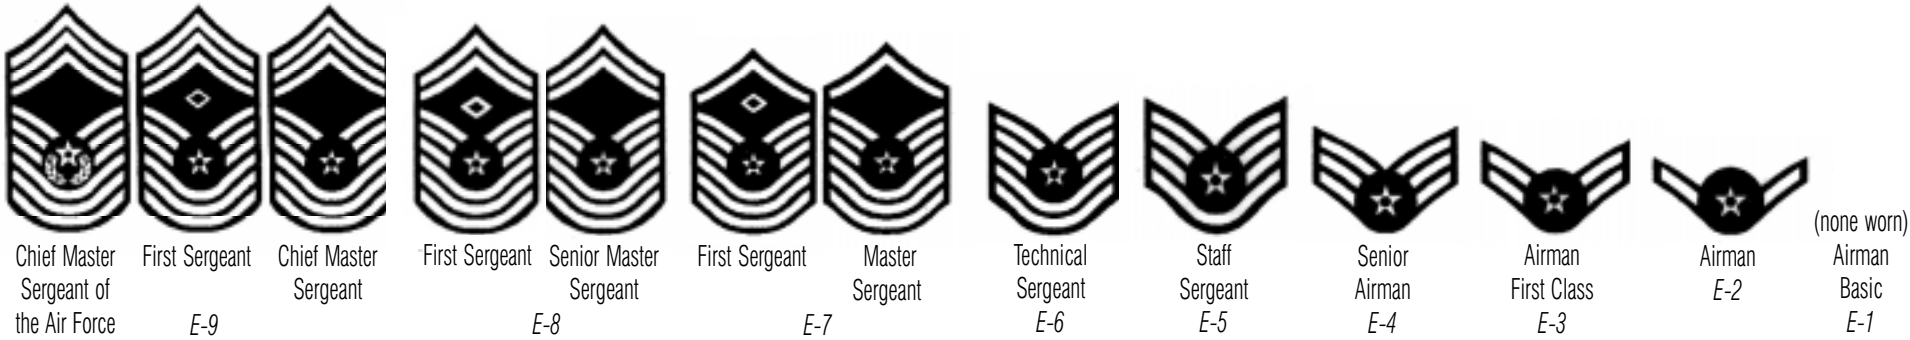 Chief Master
Sergeant of
the Air Force
First Sergeant
Chief Master
Sergeant
E-9
First Sergeant
Senior Master
Sergeant
E-8
First Sergeant
Master
Sergeant
E-7
Technical
Sergeant
E-6
Staff
Sergeant
E-5
Senior
Airman
E-4
Airman
First Class
E-3
Airman
E-2
(none worn)
Airman
Basic
E-1